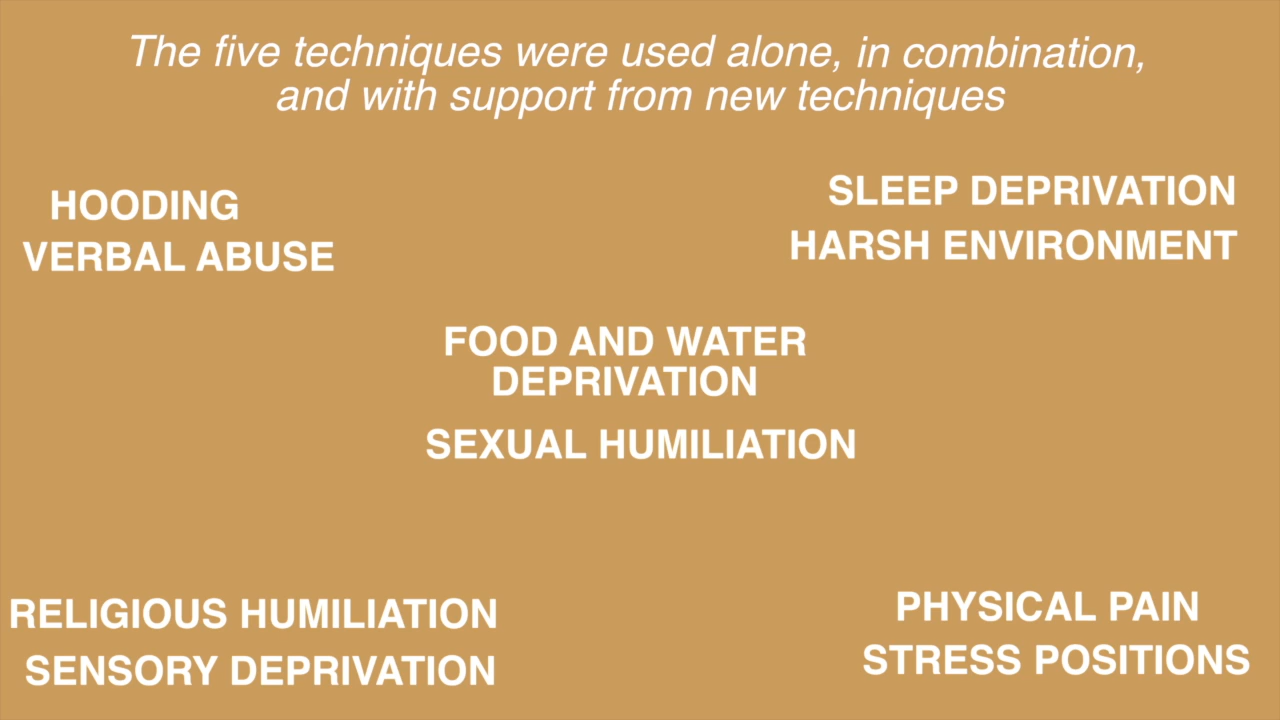 The five techniques were used alone, in combination,
and with support from new techniques
HOODING
VERBAL ABUSE
SLEEP DEPRIVATION
HARSH ENVIRONMENT
FOOD AND WATER
DEPRIVATION
SEXUAL HUMILIATION
RELIGIOUS HUMILIATION
SENSORY DEPRIVATION
PHYSICAL PAIN
STRESS POSITIONS